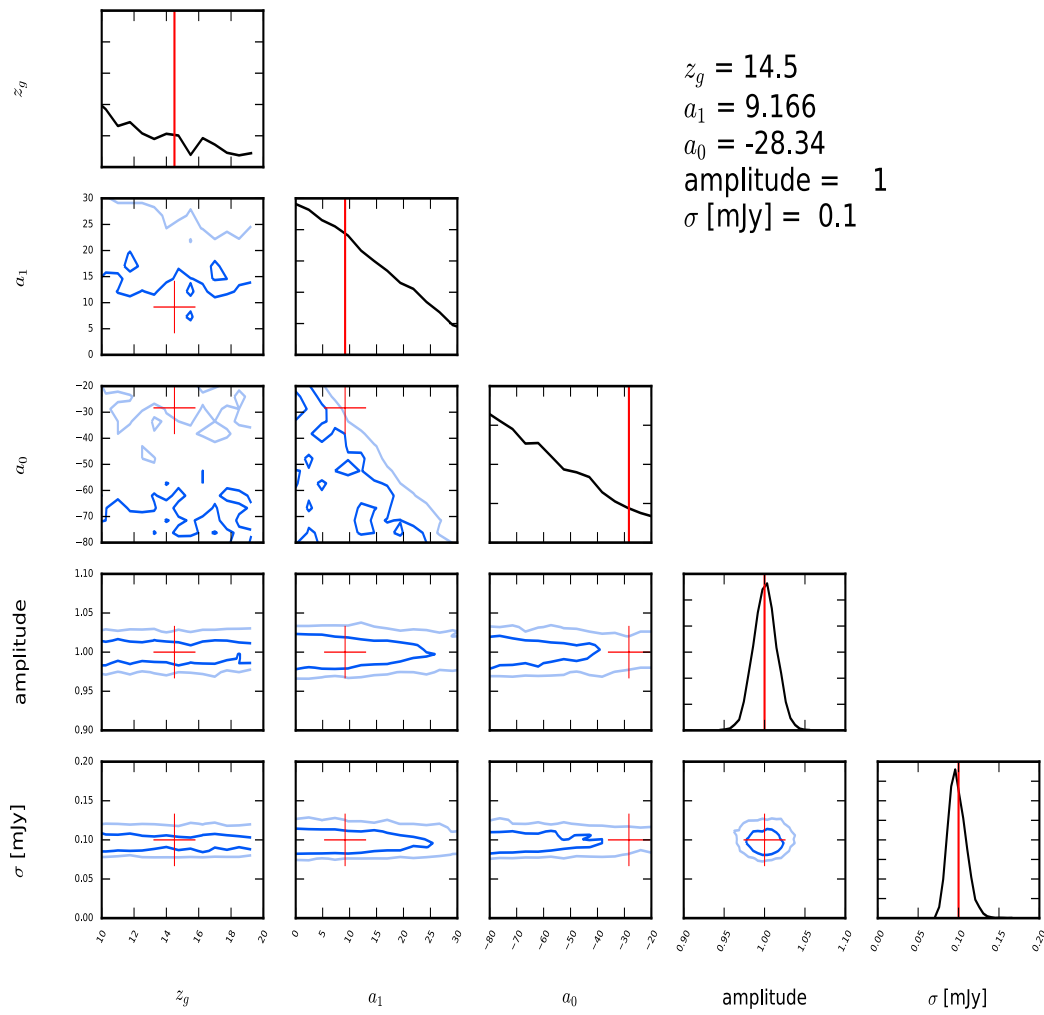 z_g
z_g = 14.5
a_1 = 9.166
a_0 = -28.34
amplitude = 1
σ [mJy] = 0.1
30
25
20
15
10
5
0
a_1
−20
−30
−40
−50
−60
−70
−80
a_0
1.10
1.05
1.00
0.95
0.90
amplitude
0.20
0.15
0.10
0.05
0.00
σ [mJy]
10 12 14 16 18 20
0 5 10 15 20 25 30
−80 −70 −60 −50 −40 −30 −20
0.90 0.95 1.00 1.05 1.10
0.00 0.05 0.10 0.15 0.20
z_g a_1 a_0 amplitude σ [mJy]